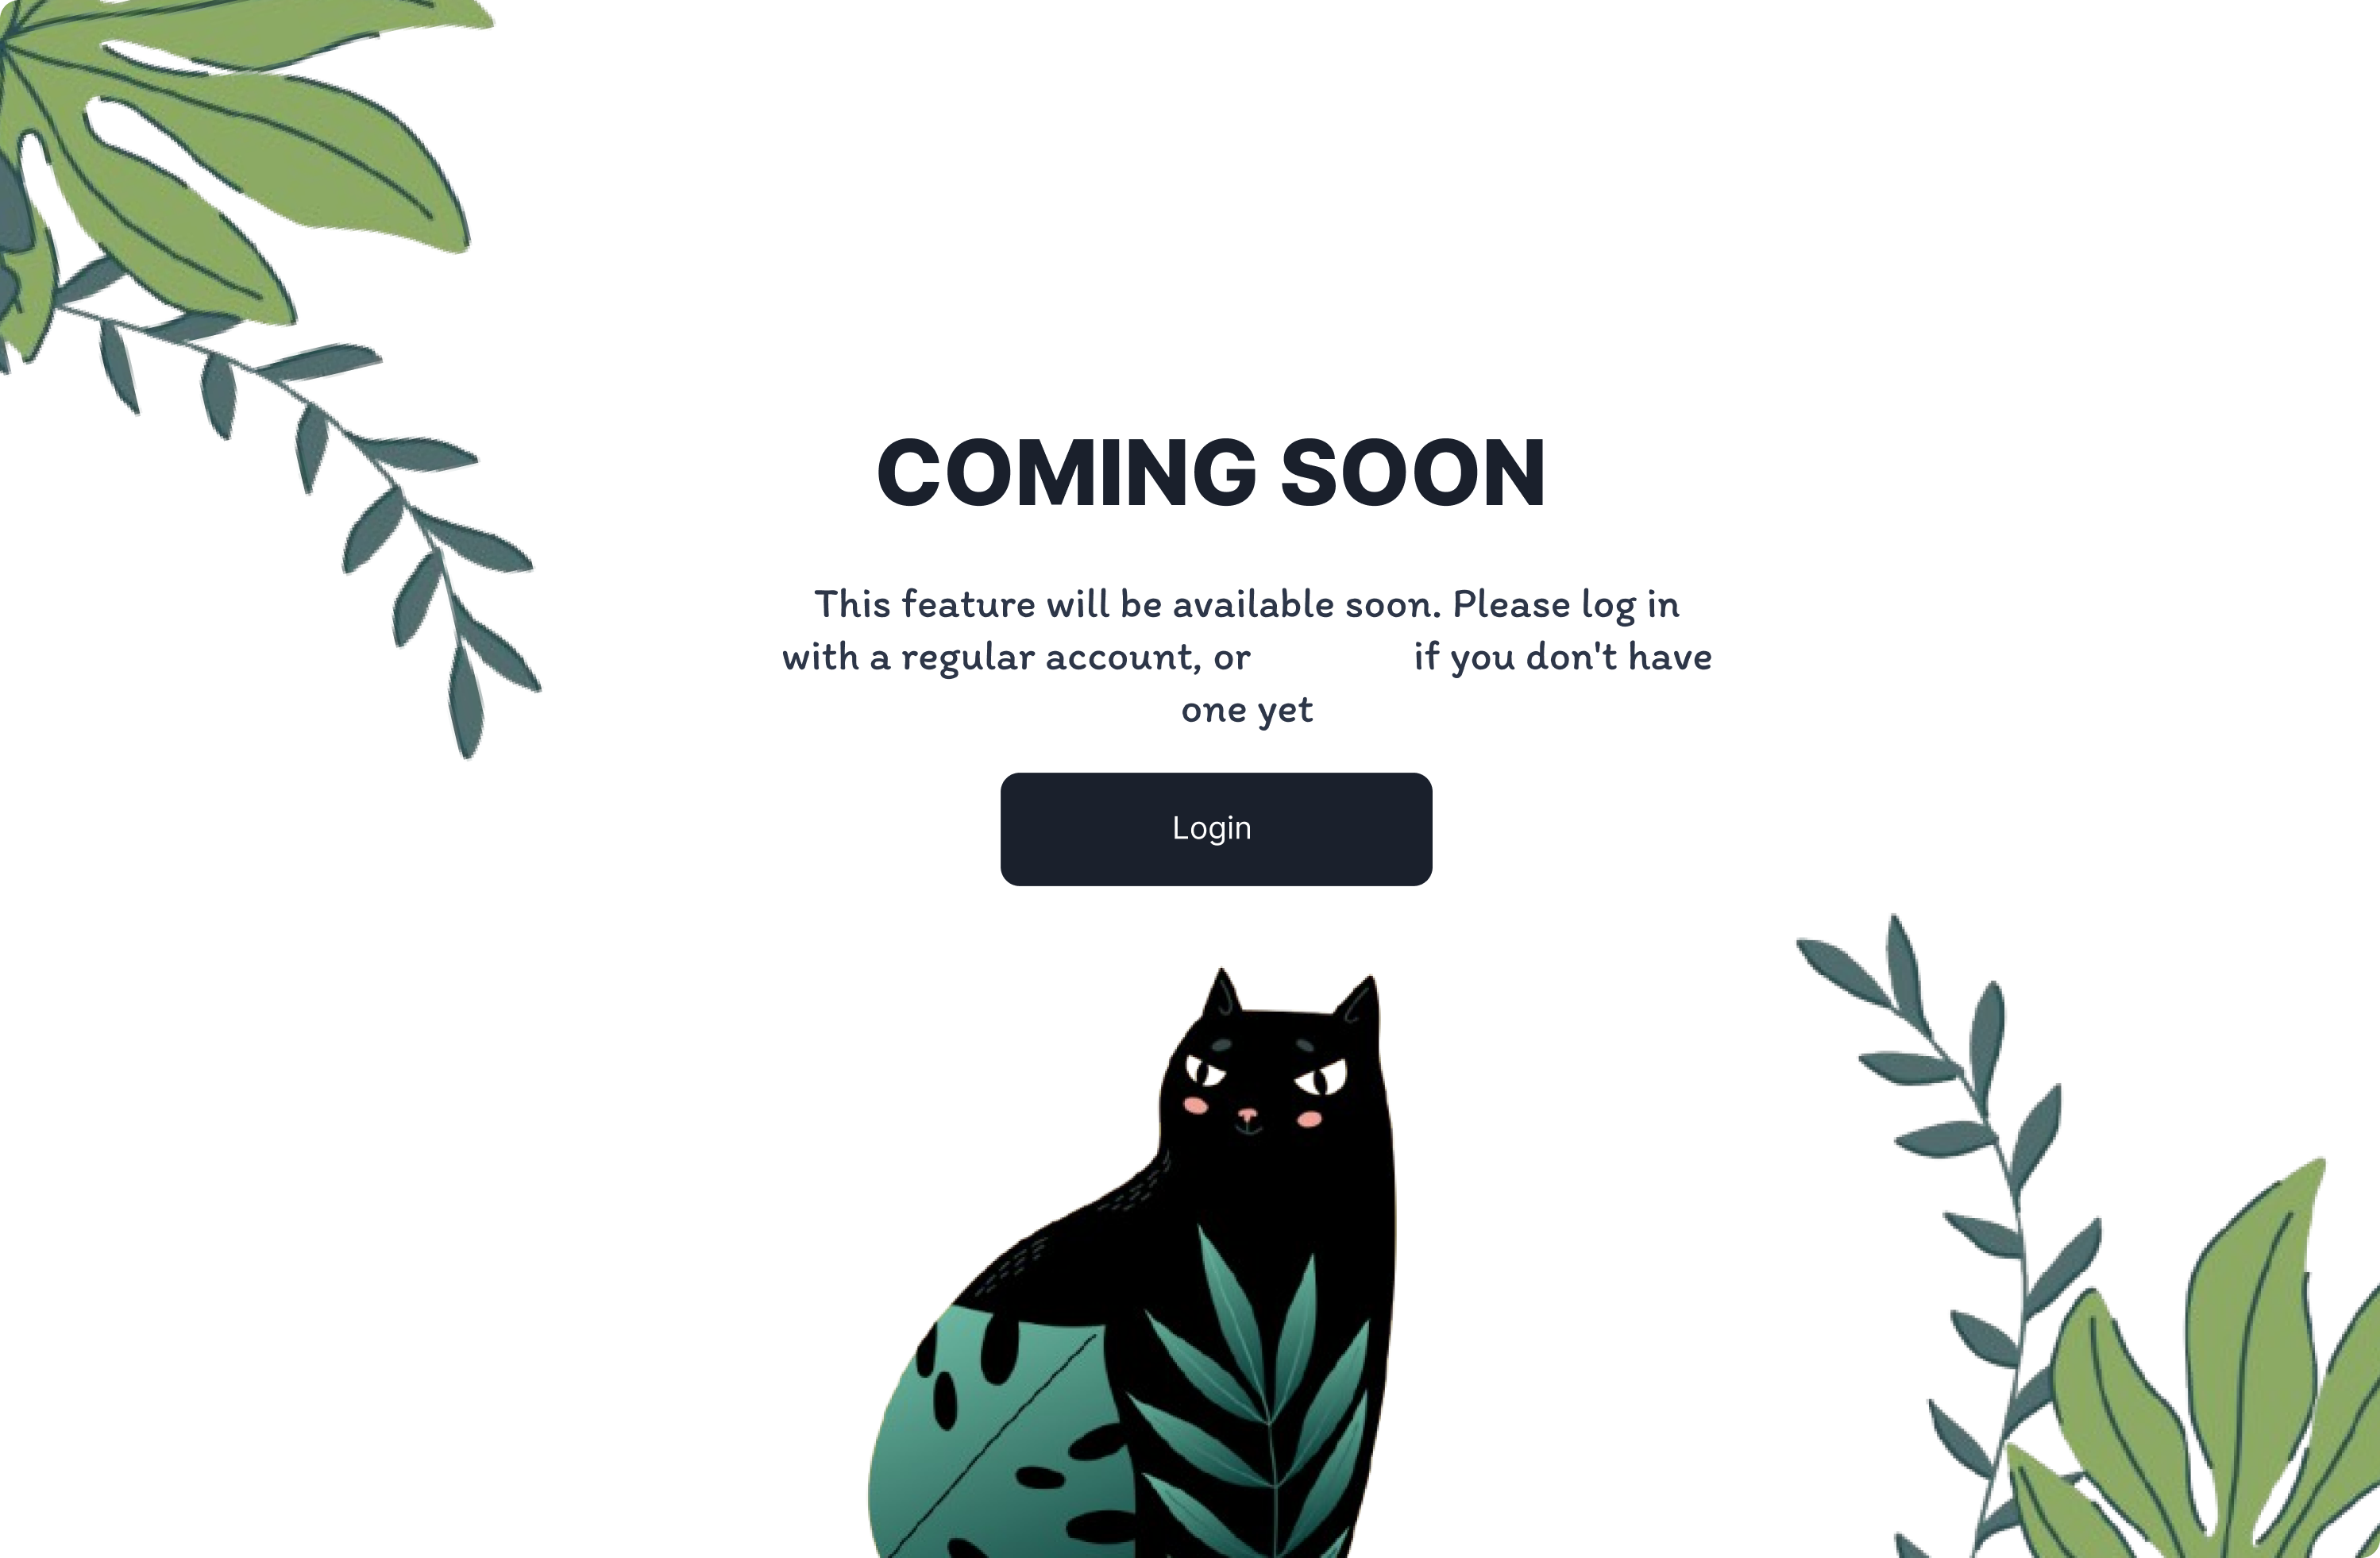 COMING SOON
This feature will be available soon. Please log in
with a regular account, or if you don't have
one yet
Login